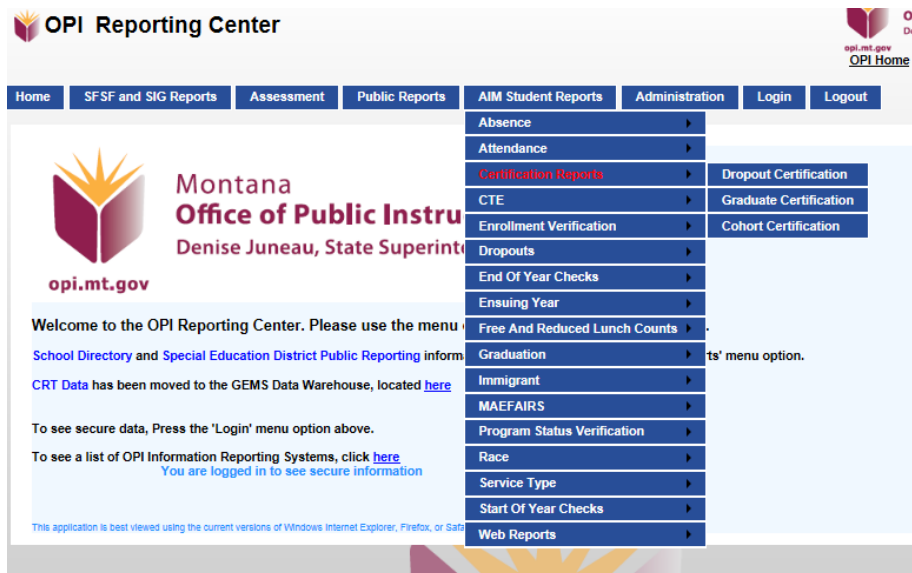 OPI Reporting Center
O
D
opi.mt.gov
OPI Home
Home SFSF and SIG Reports Assessment Public Reports AIM Student Reports Administration Login Logout
Absence
Attendance
Certification Reports
Dropout Certification
CTE
Graduate Certification
Enrollment Verification
Cohort Certification
Dropouts
End Of Year Checks
Ensuing Year
Free And Reduced Lunch Counts
Graduation
Immigrant
MAEFAIRS
Program Status Verification
Race
Service Type
Start Of Year Checks
Web Reports
Montana
Office of Public Instru
Denise Juneau, State Superint
opi.mt.gov
Welcome to the OPI Reporting Center. Please use the menu
School Directory and Special Education District Public Reporting inform ts' menu option.
CRT Data has been moved to the GEMS Data Warehouse, located here
To see secure data, Press the 'Login' menu option above.
To see a list of OPI Information Reporting Systems, click here
You are logged in to see secure information
This application is best viewed using the current versions of Windows Internet Explorer, Firefox, or Safa